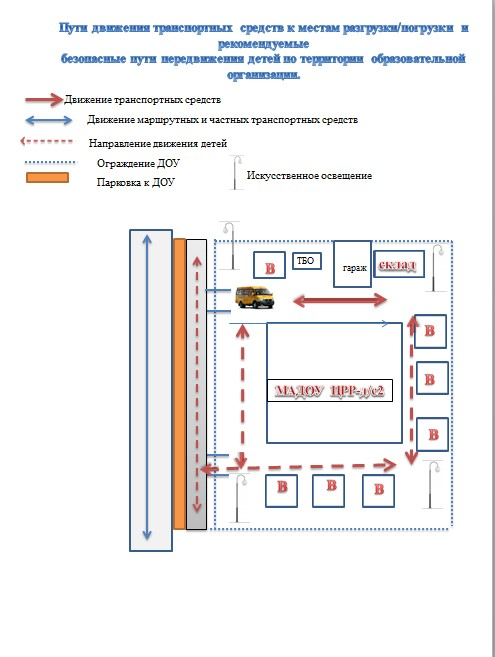 Пути движения транспортных средств к местам разгрузки/погрузки и
рекомендуемые
безопасные пути передвижения детей по территории образовательной
организации.
Движение транспортных средств
Движение маршрутных и частных транспортных средств
Направление движения детей
Ограждение ДОУ
Парковка к ДОУ
Искусственное освещение
В
ТБО
гараж
склад
В
МАДОУ ЦРР-д/с2
В
В
В
В
В